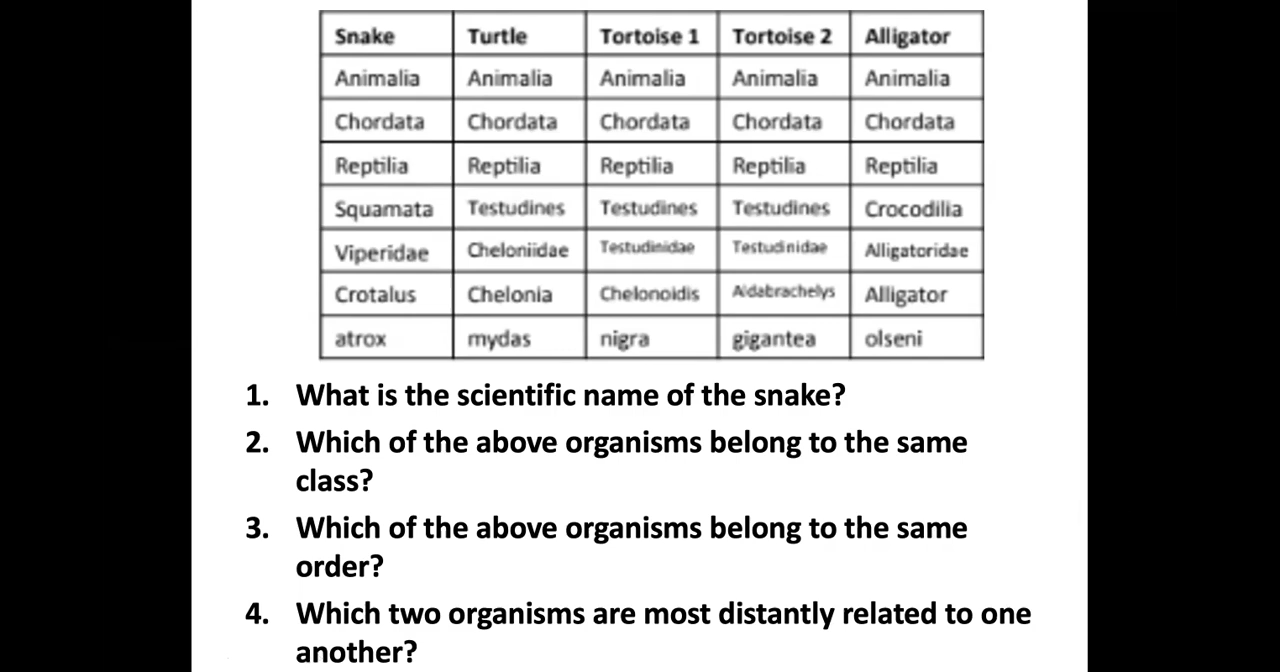 Snake Turtle Tortoise 1 Tortoise 2 Alligator
Animalia Animalia Animalia Animalia Animalia
Chordata Chordata Chordata Chordata Chordata
Reptilia Reptilia Reptilia Reptilia Reptilia
Squamata Testudines Testudines Testudines Crocodilia
Viperidae Cheloniidae Testudinidae Testudinidae Alligatoridae
Crotalus Chelonia Chelonoidis Aldabrachelys Alligator
atrox mydas nigra gigantea olseni
1. What is the scientific name of the snake?
2. Which of the above organisms belong to the same
class?
3. Which of the above organisms belong to the same
order?
4. Which two organisms are most distantly related to one
another?